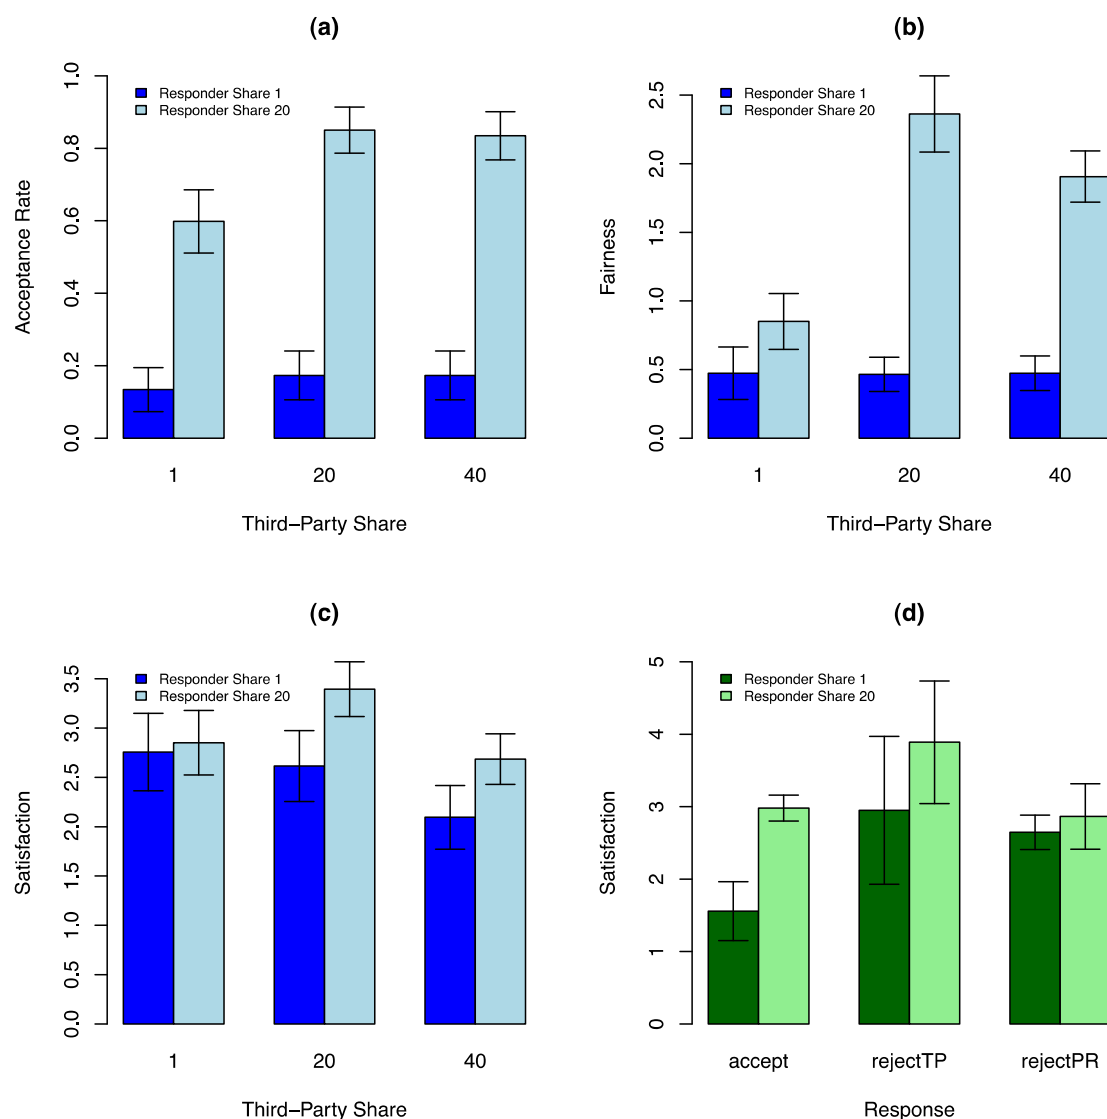 (a)
Responder Share 1
Responder Share 20
Acceptance Rate
0.0 0.2 0.4 0.6 0.8 1.0
1 20 40
Third−Party Share
(b)
Responder Share 1
Responder Share 20
Fairness
0.0 0.5 1.0 1.5 2.0 2.5
1 20 40
Third−Party Share
(c)
Responder Share 1
Responder Share 20
Satisfaction
0.0 0.5 1.0 1.5 2.0 2.5 3.0 3.5
1 20 40
Third−Party Share
(d)
Responder Share 1
Responder Share 20
Satisfaction
0 1 2 3 4 5
accept rejectTP rejectPR
Response